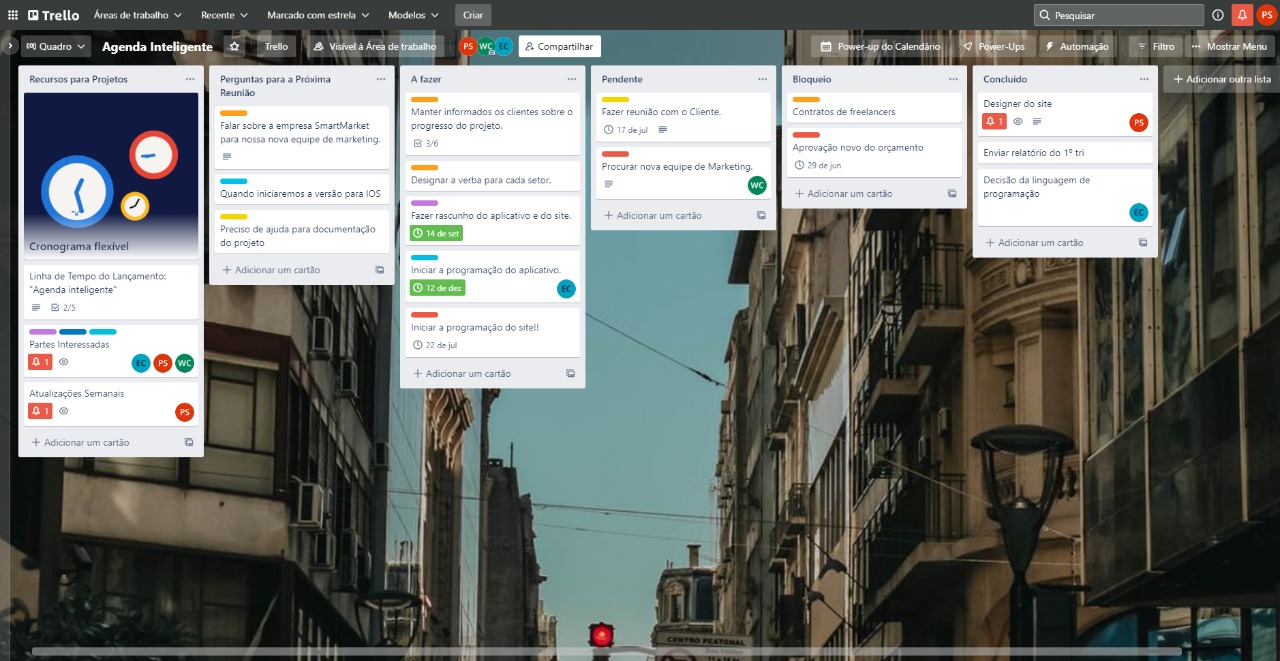 Trello
Áreas de trabalho
Recente
Marcado com estrela
Modelos
Criar
Pesquisar
PS
Quadro
Agenda Inteligente
Trello
Visível à Área de trabalho
PS
WC
EC
Compartilhar
Power-up do Calendário
Power-Ups
Automação
Filtro
Mostrar Menu
Recursos para Projetos
Cronograma flexível
Linha de Tempo do Lançamento:
"Agenda inteligente"
2/5
Partes Interessadas
1
EC
PS
WC
Atualizações Semanais
1
PS
+ Adicionar um cartão
Perguntas para a Próxima
Reunião
Falar sobre a empresa SmartMarket
para nossa nova equipe de marketing.
Quando iniciaremos a versão para IOS
Preciso de ajuda para documentação
do projeto
+ Adicionar um cartão
A fazer
Manter informados os clientes sobre o
progresso do projeto.
3/6
Designar a verba para cada setor.
Fazer rascunho do aplicativo e do site.
14 de set
Iniciar a programação do aplicativo.
12 de dez
EC
Iniciar a programação do site!!
22 de jul
+ Adicionar um cartão
Pendente
Fazer reunião com o Cliente.
17 de jul
Procurar nova equipe de Marketing.
WC
+ Adicionar um cartão
Bloqueio
Contratos de freelancers
Aprovação novo do orçamento
29 de jun
+ Adicionar um cartão
Concluído
Designer do site
1
PS
Enviar relatório do 1º tri
Decisão da linguagem de
programação
EC
+ Adicionar um cartão
+ Adicionar outra lista
CENTRO PEATONAL